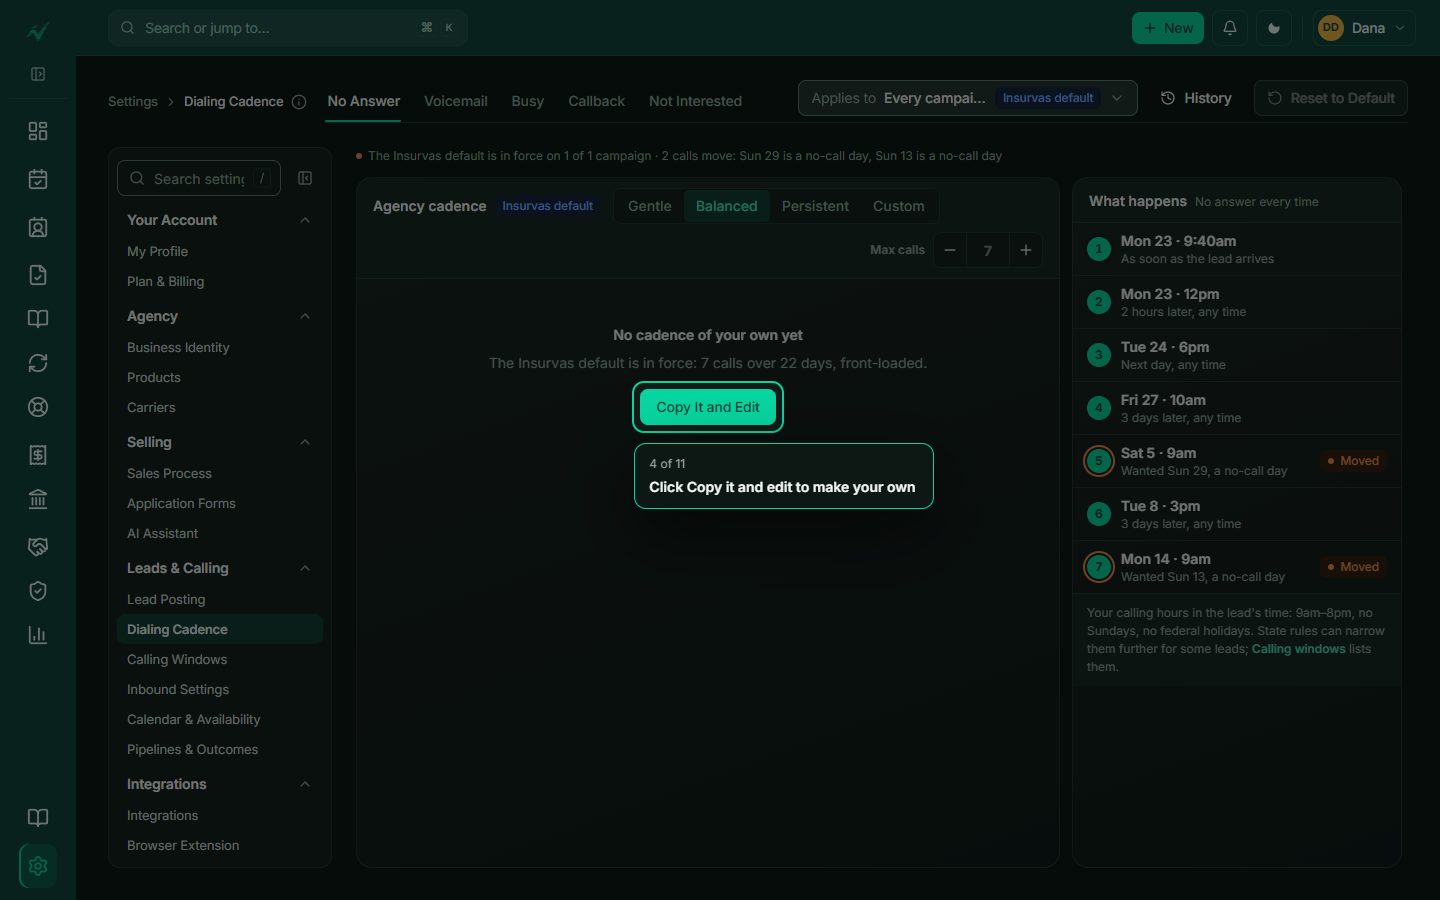 Search or jump to...
⌘ K
New
DD Dana
Settings > Dialing Cadence
No Answer
Voicemail
Busy
Callback
Not Interested
Applies to Every campai... Insurvas default
History
Reset to Default
Search setting /
Your Account
My Profile
Plan & Billing
Agency
Business Identity
Products
Carriers
Selling
Sales Process
Application Forms
AI Assistant
Leads & Calling
Lead Posting
Dialing Cadence
Calling Windows
Inbound Settings
Calendar & Availability
Pipelines & Outcomes
Integrations
Integrations
Browser Extension
The Insurvas default is in force on 1 of 1 campaign · 2 calls move: Sun 29 is a no-call day, Sun 13 is a no-call day
Agency cadence Insurvas default
Gentle
Balanced
Persistent
Custom
Max calls − 7 +
No cadence of your own yet
The Insurvas default is in force: 7 calls over 22 days, front-loaded.
Copy It and Edit
4 of 11
Click Copy it and edit to make your own
What happens No answer every time
1 Mon 23 · 9:40am
As soon as the lead arrives
2 Mon 23 · 12pm
2 hours later, any time
3 Tue 24 · 6pm
Next day, any time
4 Fri 27 · 10am
3 days later, any time
5 Sat 5 · 9am
Wanted Sun 29, a no-call day
Moved
6 Tue 8 · 3pm
3 days later, any time
7 Mon 14 · 9am
Wanted Sun 13, a no-call day
Moved
Your calling hours in the lead's time: 9am–8pm, no
Sundays, no federal holidays. State rules can narrow
them further for some leads; Calling windows lists
them.